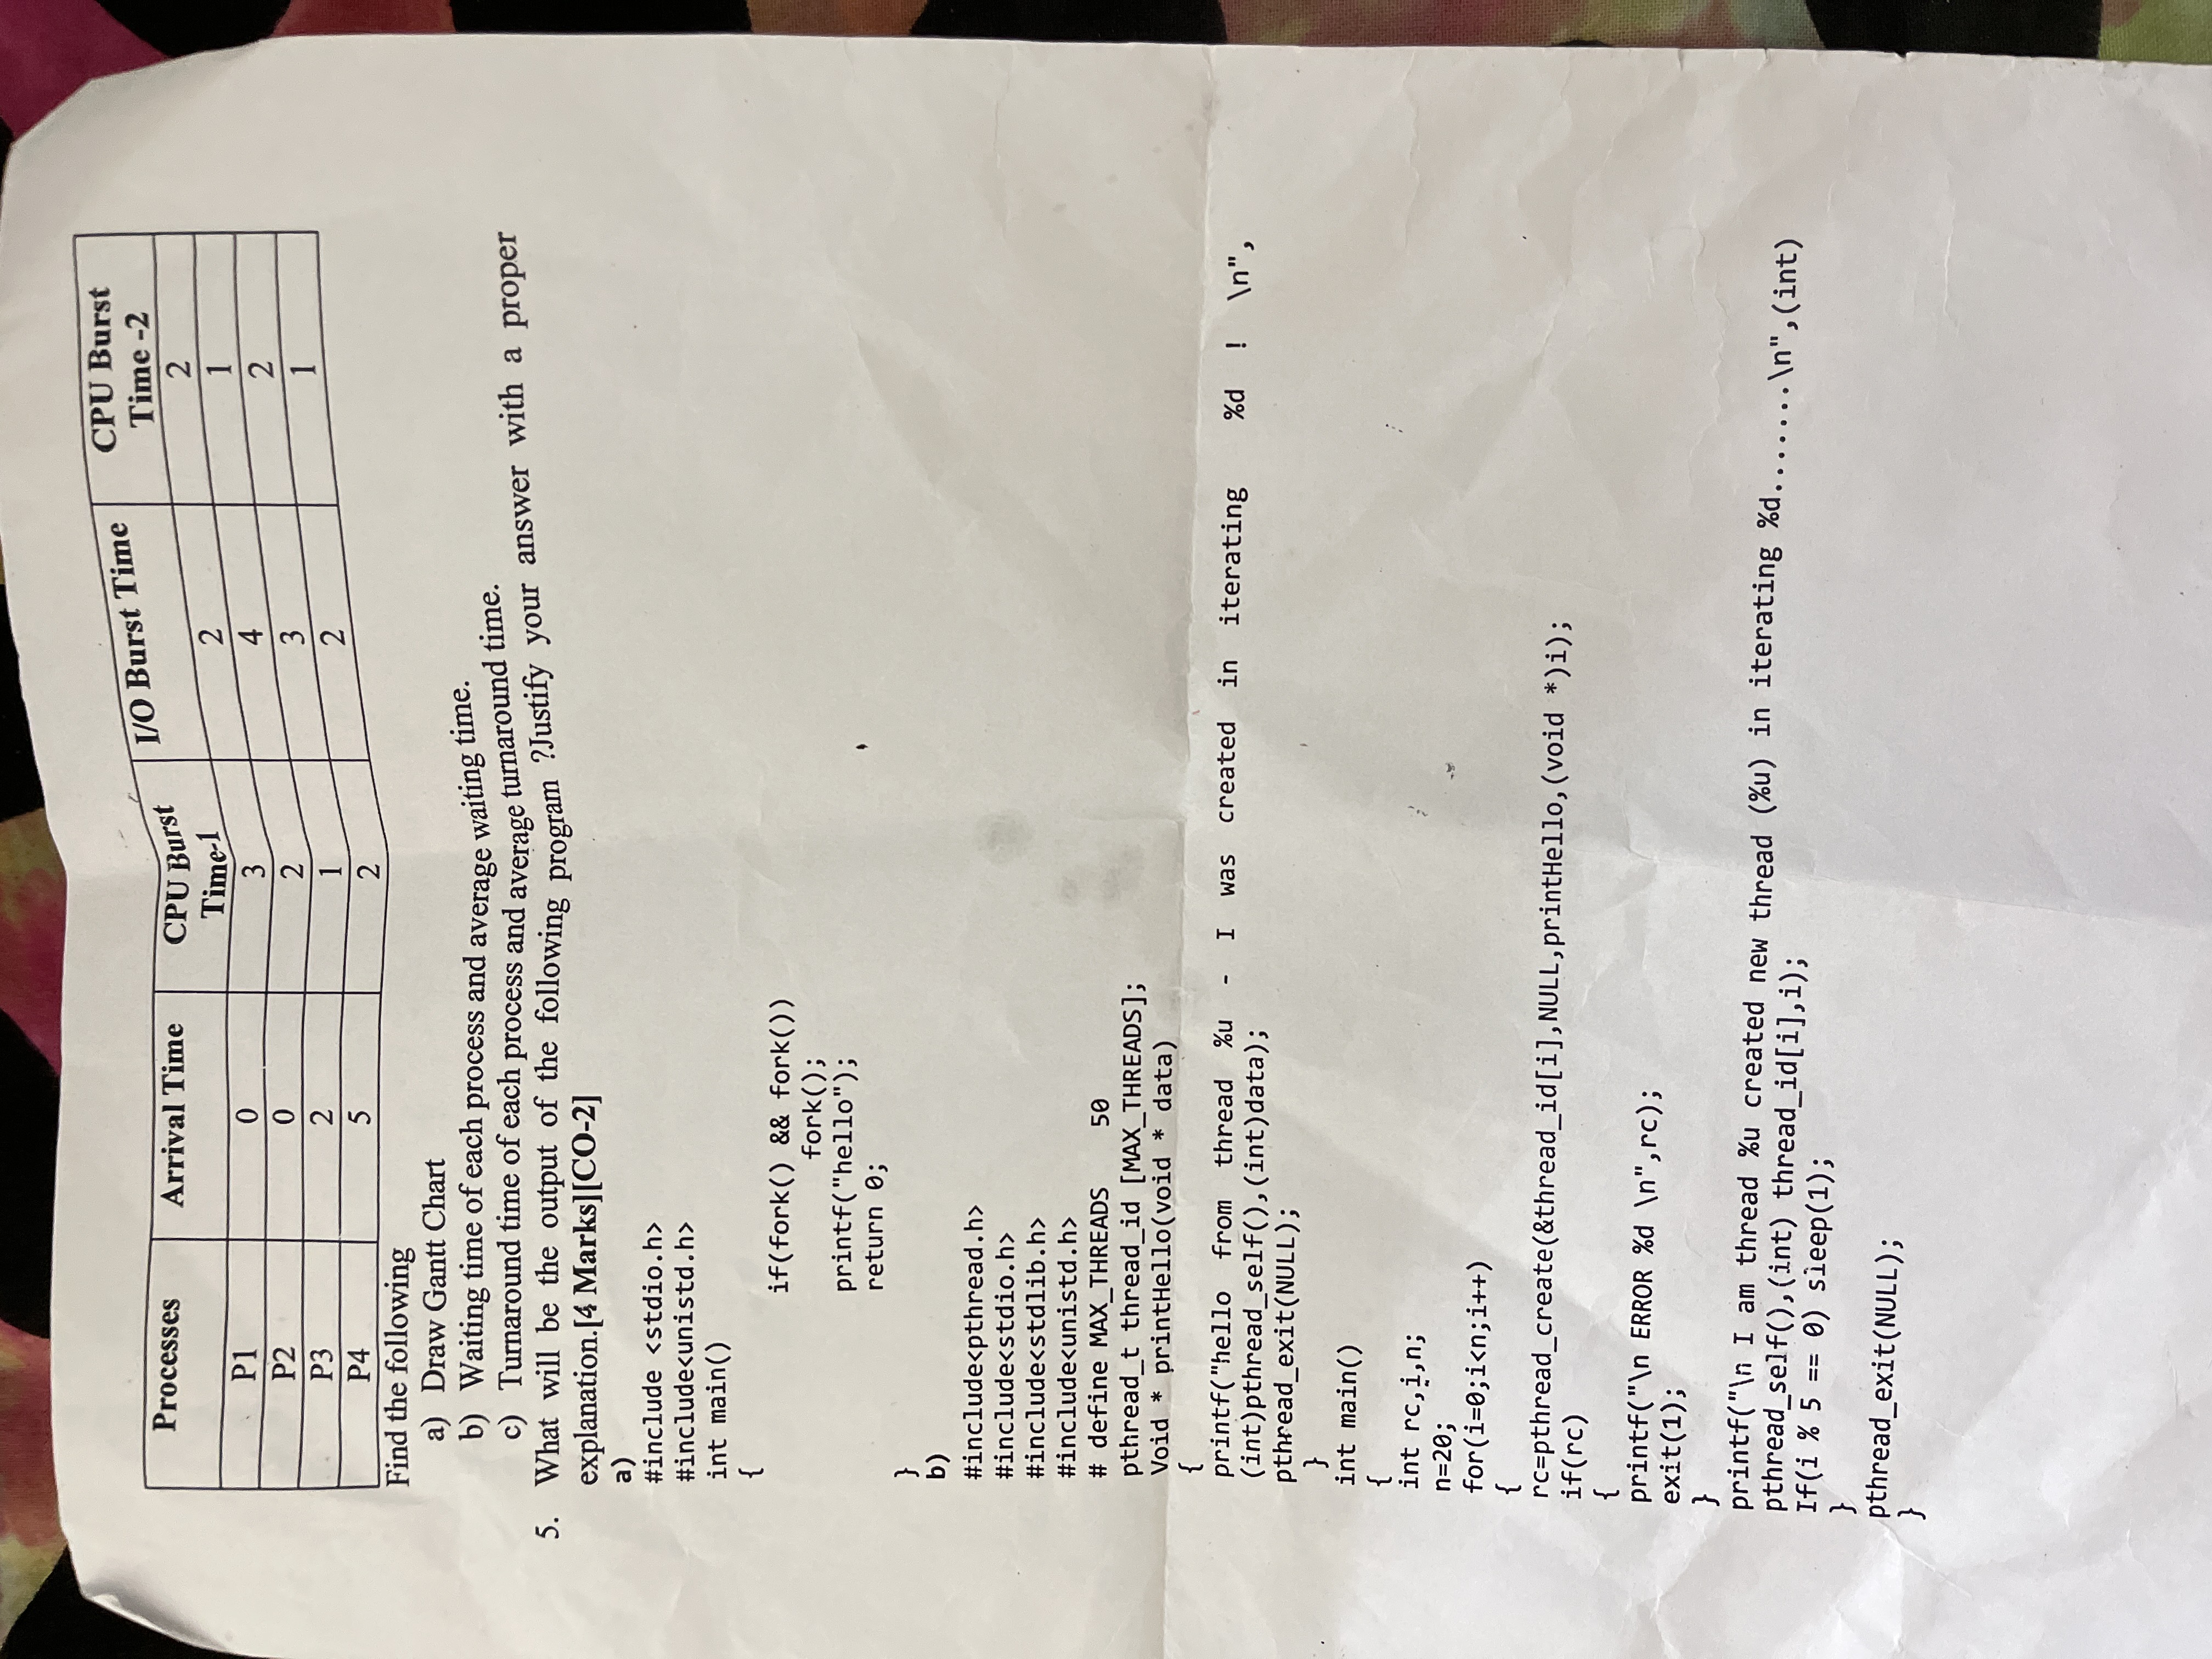 Processes Arrival Time CPU Burst Time-1 I/O Burst Time CPU Burst Time -2
P1 0 3 2 2
P2 0 2 4 1
P3 2 1 3 2
P4 5 2 2 1
Find the following
a) Draw Gantt Chart
b) Waiting time of each process and average waiting time.
c) Turnaround time of each process and average turnaround time.
5. What will be the output of the following program ?Justify your answer with a proper
explanation.[4 Marks][CO-2]
a)
#include <stdio.h>
#include<unistd.h>
int main()
{
if(fork() && fork())
fork();
printf("hello");
return 0;
}
b)
#include<pthread.h>
#include<stdio.h>
#include<stdlib.h>
#include<unistd.h>
# define MAX_THREADS 50
pthread_t thread_id [MAX_THREADS];
Void * printHello(void * data)
{
printf("hello from thread %u - I was created in iterating %d ! \n",
(int)pthread_self(),(int)data);
pthread_exit(NULL);
}
int main()
{
int rc,i,n;
n=20;
for(i=0;i<n;i++)
{
rc=pthread_create(&thread_id[i],NULL,printHello,(void *)i);
if(rc)
{
printf("\n ERROR %d \n",rc);
exit(1);
}
printf("\n I am thread %u created new thread (%u) in iterating %d.......\n",(int)
pthread_self(),(int) thread_id[i],i);
If(i % 5 == 0) sleep(1);
}
pthread_exit(NULL);
}